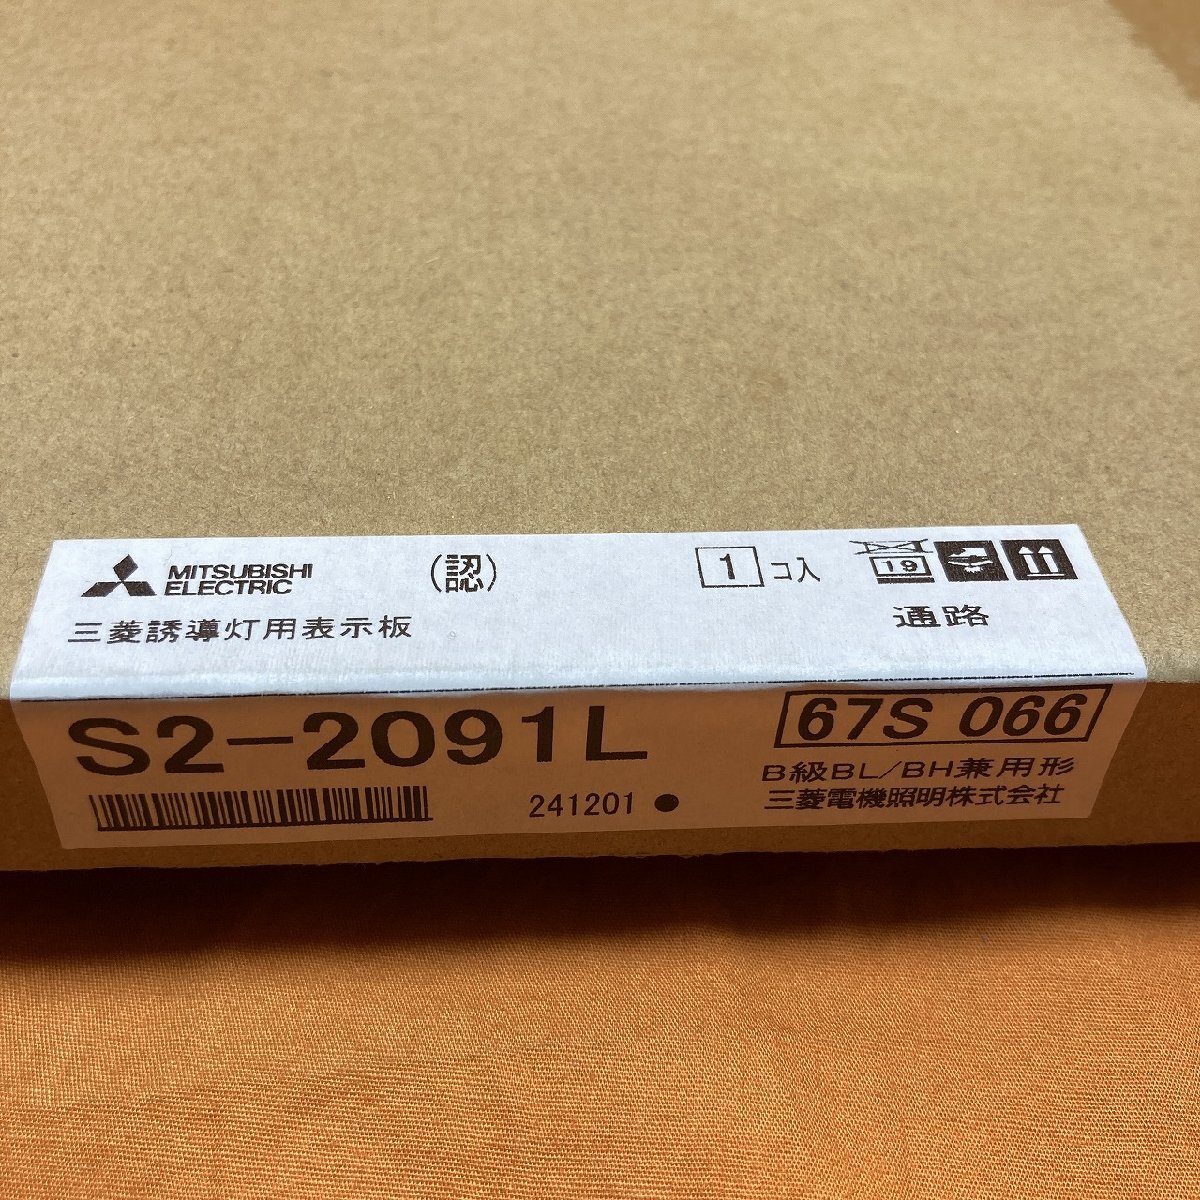 MITSUBISHI
ELECTRIC
(認)
1 コ入
19
三菱誘導灯用表示板
通路
S2-2091L
67S 066
B級BL/BH兼用形
241201 ●
三菱電機照明株式会社